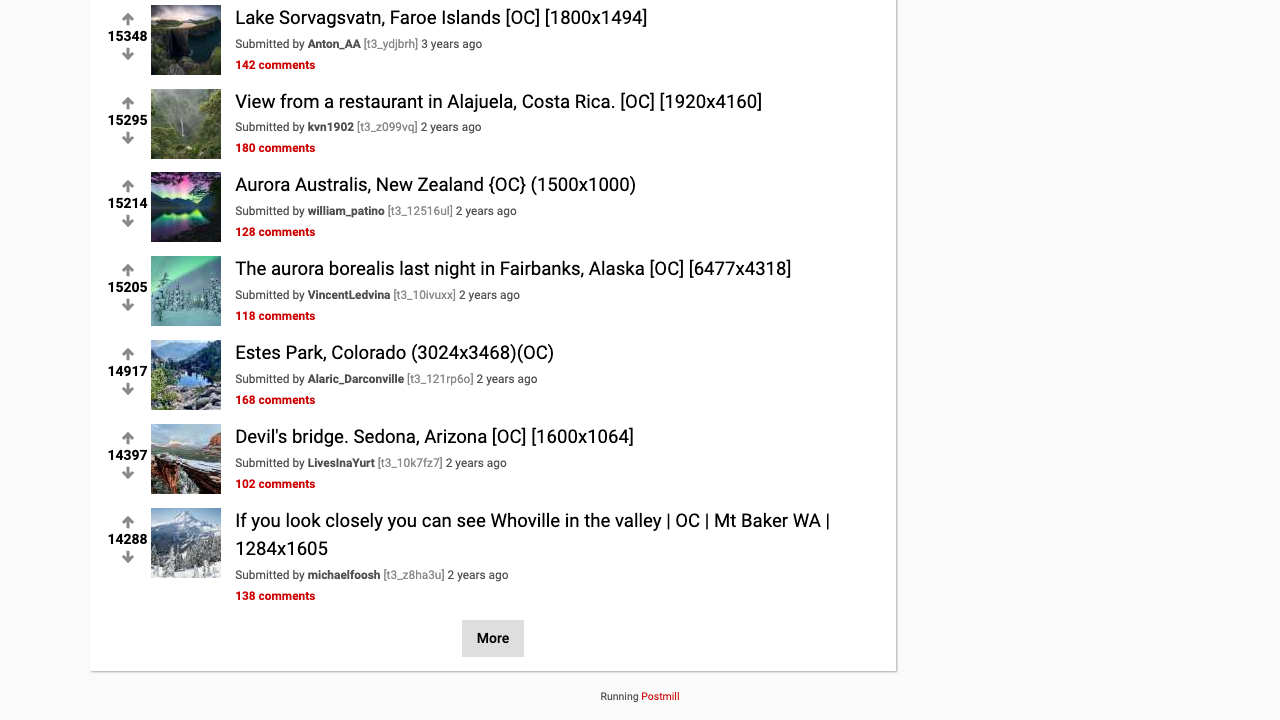 Lake Sorvagsvatn, Faroe Islands [OC] [1800x1494]
15348
Submitted by Anton_AA [t3_ydjbrh] 3 years ago
142 comments
View from a restaurant in Alajuela, Costa Rica. [OC] [1920x4160]
15295
Submitted by kvn1902 [t3_z099vq] 2 years ago
180 comments
Aurora Australis, New Zealand {OC} (1500x1000)
15214
Submitted by william_patino [t3_12516ul] 2 years ago
128 comments
The aurora borealis last night in Fairbanks, Alaska [OC] [6477x4318]
15205
Submitted by VincentLedvina [t3_10ivuxx] 2 years ago
118 comments
Estes Park, Colorado (3024x3468)(OC)
14917
Submitted by Alaric_Darconville [t3_121rp6o] 2 years ago
168 comments
Devil's bridge. Sedona, Arizona [OC] [1600x1064]
14397
Submitted by LivesInaYurt [t3_10k7fz7] 2 years ago
102 comments
If you look closely you can see Whoville in the valley | OC | Mt Baker WA |
14288
1284x1605
Submitted by michaelfoosh [t3_z8ha3u] 2 years ago
138 comments
More
Running Postmill